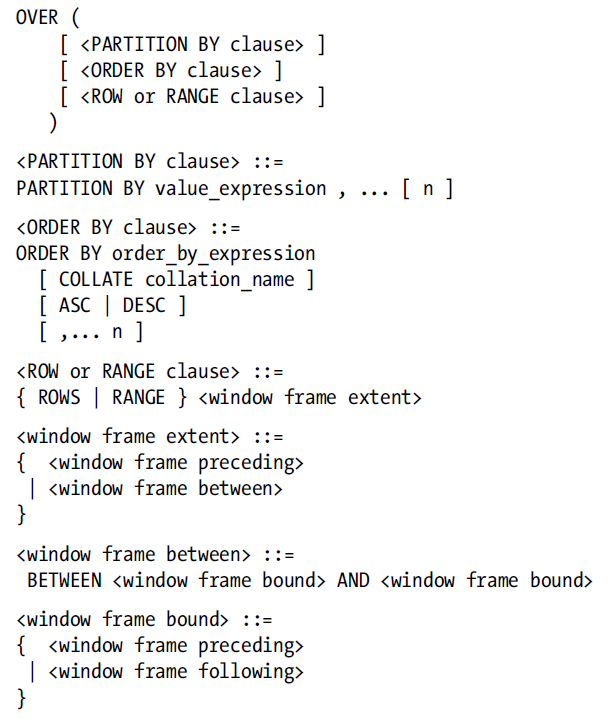 OVER (
[ <PARTITION BY clause> ]
[ <ORDER BY clause> ]
[ <ROW or RANGE clause> ]
)
<PARTITION BY clause> ::=
PARTITION BY value_expression , ... [ n ]
<ORDER BY clause> ::=
ORDER BY order_by_expression
[ COLLATE collation_name ]
[ ASC | DESC ]
[ ,... n ]
<ROW or RANGE clause> ::=
{ ROWS | RANGE } <window frame extent>
<window frame extent> ::=
{ <window frame preceding>
| <window frame between>
}
<window frame between> ::=
BETWEEN <window frame bound> AND <window frame bound>
<window frame bound> ::=
{ <window frame preceding>
| <window frame following>
}